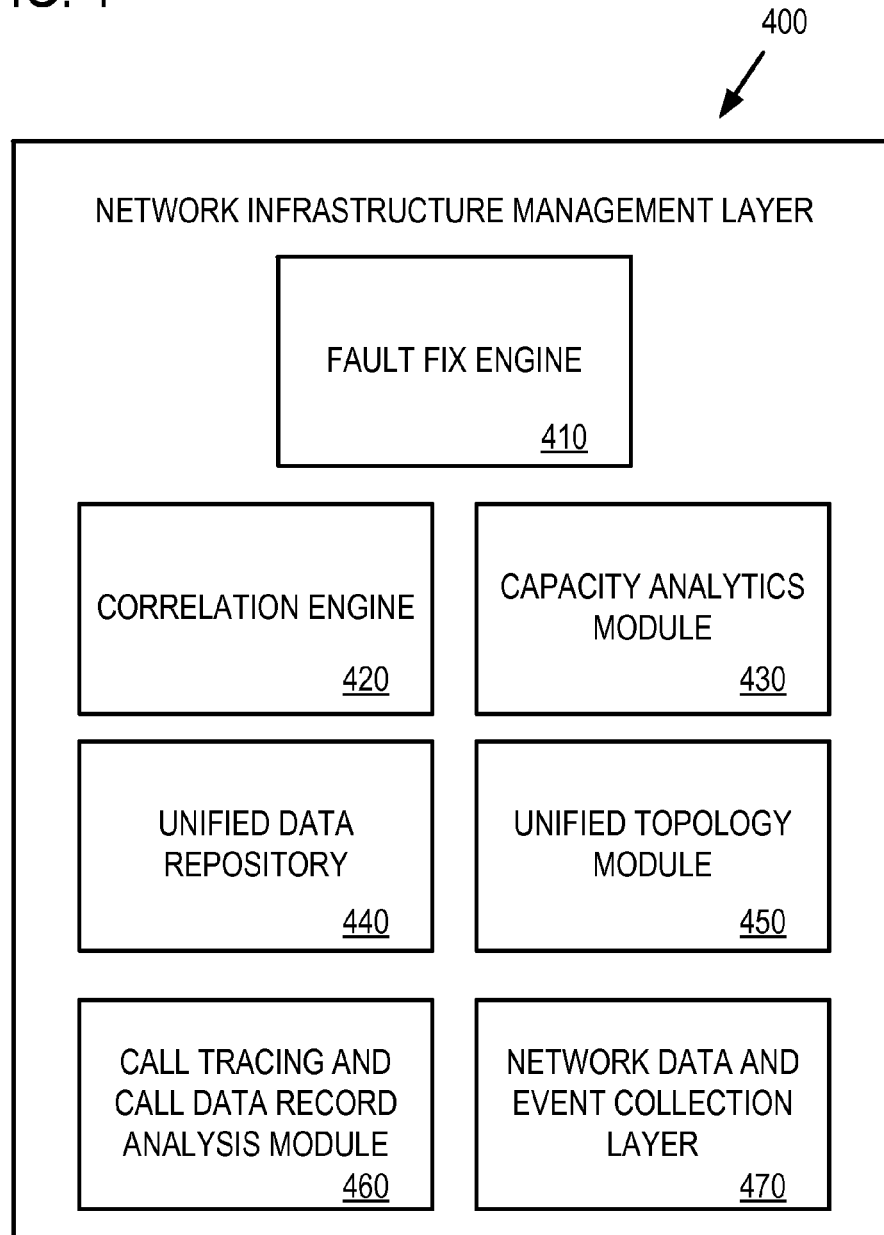 400
NETWORK INFRASTRUCTURE MANAGEMENT LAYER
FAULT FIX ENGINE
410
CORRELATION ENGINE
420
CAPACITY ANALYTICS
MODULE
430
UNIFIED DATA
REPOSITORY
440
UNIFIED TOPOLOGY
MODULE
450
CALL TRACING AND
CALL DATA RECORD
ANALYSIS MODULE
460
NETWORK DATA AND
EVENT COLLECTION
LAYER
470